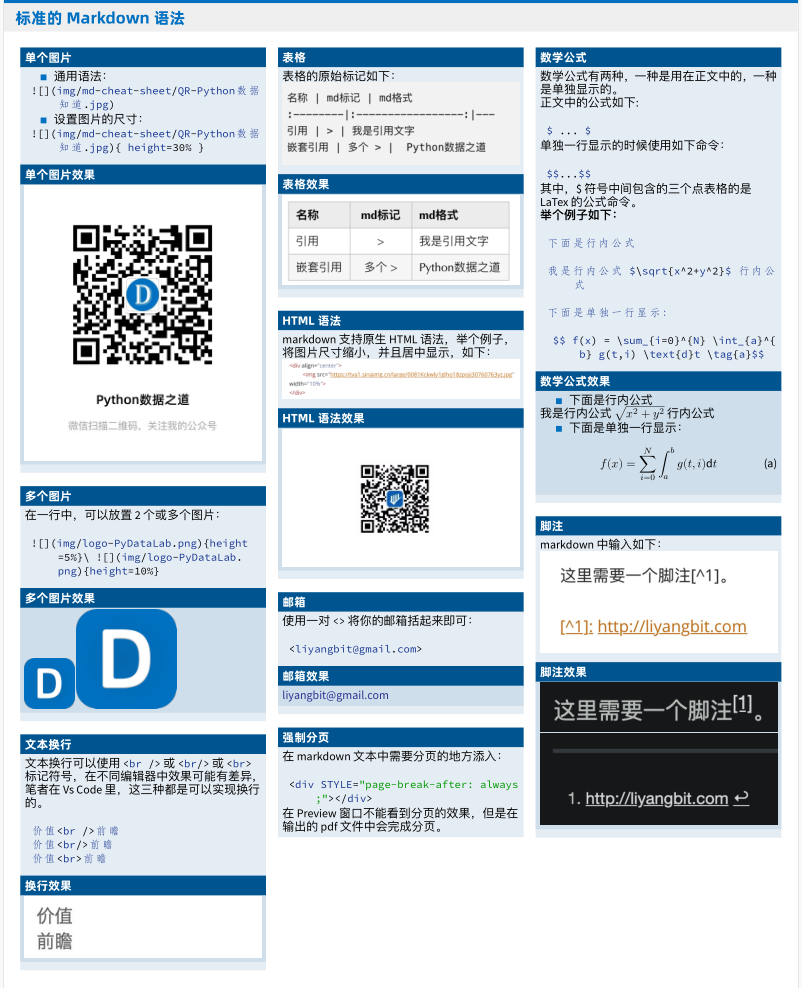 标准的 Markdown 语法
单个图片
通用语法：
![](img/md-cheat-sheet/QR-Python数据
知道.jpg)
设置图片的尺寸：
![](img/md-cheat-sheet/QR-Python数据
知道.jpg){ height=30% }
单个图片效果
Python数据之道
微信扫描二维码，关注我的公众号
多个图片
在一行中，可以放置 2 个或多个图片：
![](img/logo-PyDataLab.png){height
=5%}\ ![](img/logo-PyDataLab.
png){height=10%}
多个图片效果
D
D
文本换行
文本换行可以使用 <br /> 或 <br/> 或 <br>
标记符号，在不同编辑器中效果可能有差异，
笔者在 Vs Code 里，这三种都是可以实现换行
的。
价值<br />前瞻
价值<br/>前瞻
价值<br>前瞻
换行效果
价值
前瞻
表格
表格的原始标记如下：
名称 | md标记 | md格式
:--------|:-----------------:|---
引用 | > | 我是引用文字
嵌套引用 | 多个 > | Python数据之道
表格效果
名称 md标记 md格式
引用 > 我是引用文字
嵌套引用 多个 > Python数据之道
HTML 语法
markdown 支持原生 HTML 语法，举个例子，
将图片尺寸缩小，并且居中显示，如下：
<div align="center">
width="10%">
</div>
HTML 语法效果
邮箱
使用一对 <> 将你的邮箱括起来即可：
<liyangbit@gmail.com>
邮箱效果
liyangbit@gmail.com
强制分页
在 markdown 文本中需要分页的地方添入：
<div STYLE="page-break-after: always
;"></div>
在 Preview 窗口不能看到分页的效果，但是在
输出的 pdf 文件中会完成分页。
数学公式
数学公式有两种，一种是用在正文中的，一种
是单独显示的。
正文中的公式如下：
$ ... $
单独一行显示的时候使用如下命令：
$$...$$
其中，$ 符号中间包含的三个点表格的是
LaTex 的公式命令。
举个例子如下：
下面是行内公式
我是行内公式 $\sqrt{x^2+y^2}$ 行内公
式
下面是单独一行显示：
$$ f(x) = \sum_{i=0}^{N} \int_{a}^{
b} g(t,i) \text{d}t \tag{a}$$
数学公式效果
下面是行内公式
我是行内公式 √x² + y² 行内公式
下面是单独一行显示：
f(x) = ∑_{i=0}^{N} ∫_{a}^{b} g(t, i)dt (a)
脚注
markdown 中输入如下：
这里需要一个脚注[^1]。
[^1]: http://liyangbit.com
脚注效果
这里需要一个脚注[1]。
1. http://liyangbit.com ↩